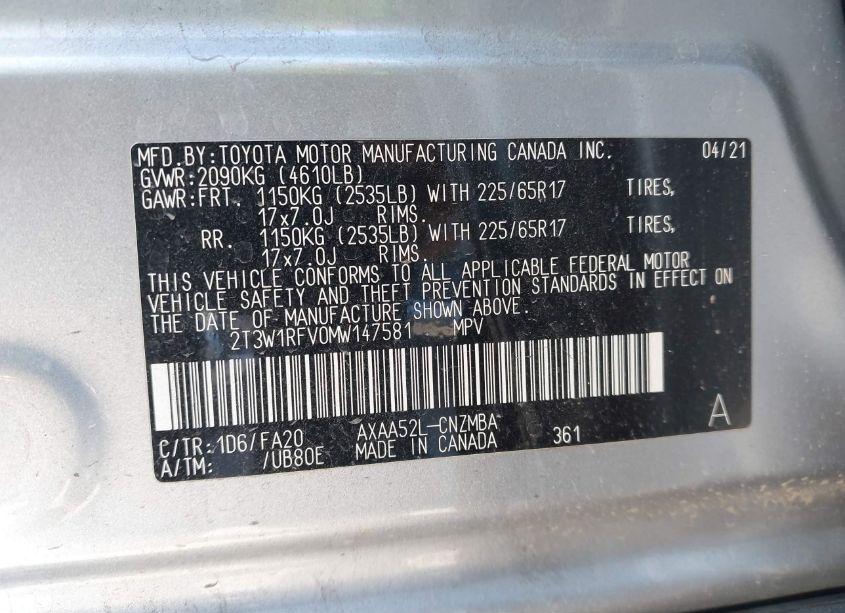 MFD.BY:TOYOTA MOTOR MANUFACTURING CANADA INC. 04/21
GVWR:2090KG (4610LB)
GAWR:FRT. 1150KG (2535LB) WITH 225/65R17 TIRES,
17x7.0J RIMS.
RR. 1150KG (2535LB) WITH 225/65R17 TIRES,
17x7.0J RIMS.
THIS VEHICLE CONFORMS TO ALL APPLICABLE FEDERAL MOTOR
VEHICLE SAFETY AND THEFT PREVENTION STANDARDS IN EFFECT ON
THE DATE OF MANUFACTURE SHOWN ABOVE.
2T3W1RFV0MW147581 MPV
C/TR:1D6/FA20 AXAA52L-CNZMBA A
A/TM: /UB80E MADE IN CANADA 361